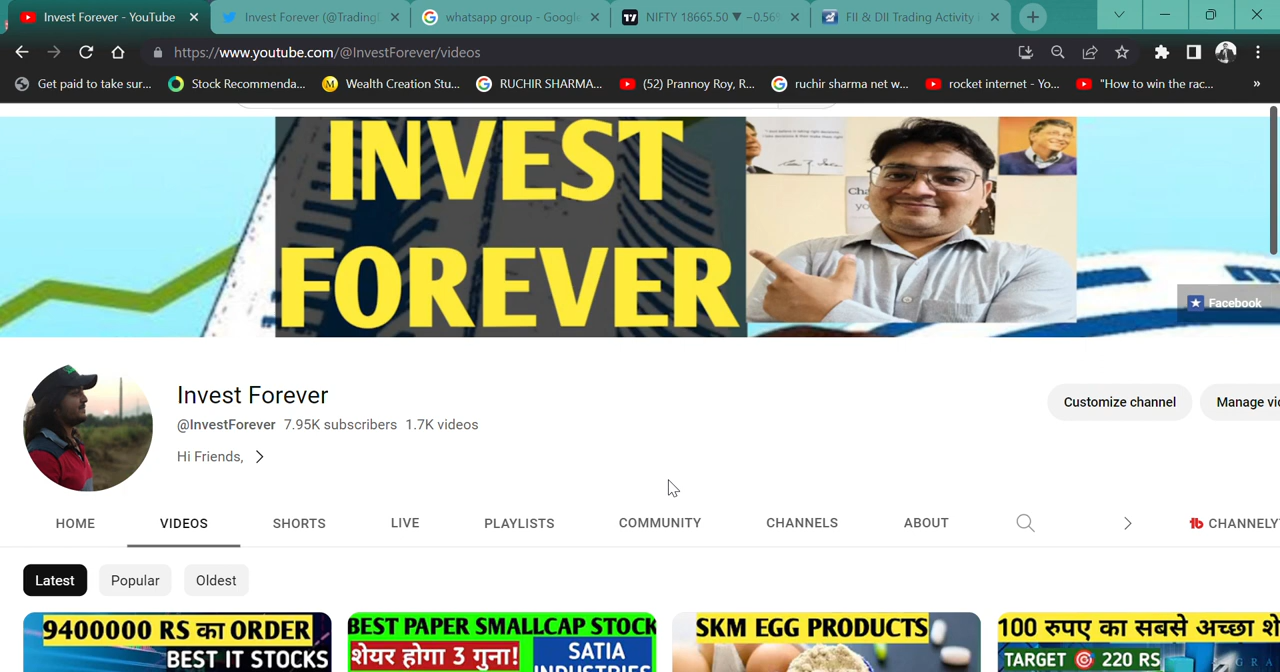 Invest Forever - YouTube
Invest Forever (@Trading
whatsapp group - Google
NIFTY 18665.50 ▼ −0.56%
FII & DII Trading Activity
https://www.youtube.com/@InvestForever/videos
Get paid to take sur...
Stock Recommenda...
Wealth Creation Stu...
RUCHIR SHARMA...
(52) Prannoy Roy, R...
ruchir sharma net w...
rocket internet - Yo...
"How to win the rac...
INVEST
FOREVER
Facebook
Invest Forever
@InvestForever 7.95K subscribers 1.7K videos
Hi Friends,
Customize channel
Manage vi
HOME
VIDEOS
SHORTS
LIVE
PLAYLISTS
COMMUNITY
CHANNELS
ABOUT
CHANNELY
Latest
Popular
Oldest
9400000 RS का ORDER
BEST IT STOCKS
BEST PAPER SMALLCAP STOCK
शेयर होगा 3 गुना!
SATIA
INDUSTRIES
SKM EGG PRODUCTS
100 रुपए का सबसे अच्छा शे
TARGET 220 RS